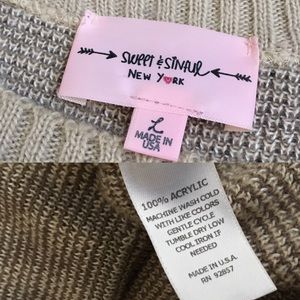 SWEET & SINFUL
NEW YORK
L
MADE IN
USA
100% ACRYLIC
MACHINE WASH COLD
WITH LIKE COLORS
GENTLE CYCLE
TUMBLE DRY LOW
COOL IRON IF
NEEDED
MADE IN U.S.A.
RN 92857